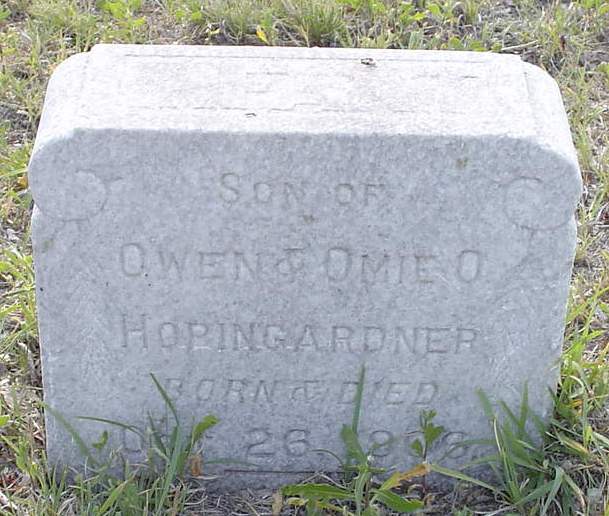 SON OF
OWEN & OMIE O
HOPINGARDNER
BORN & DIED
26